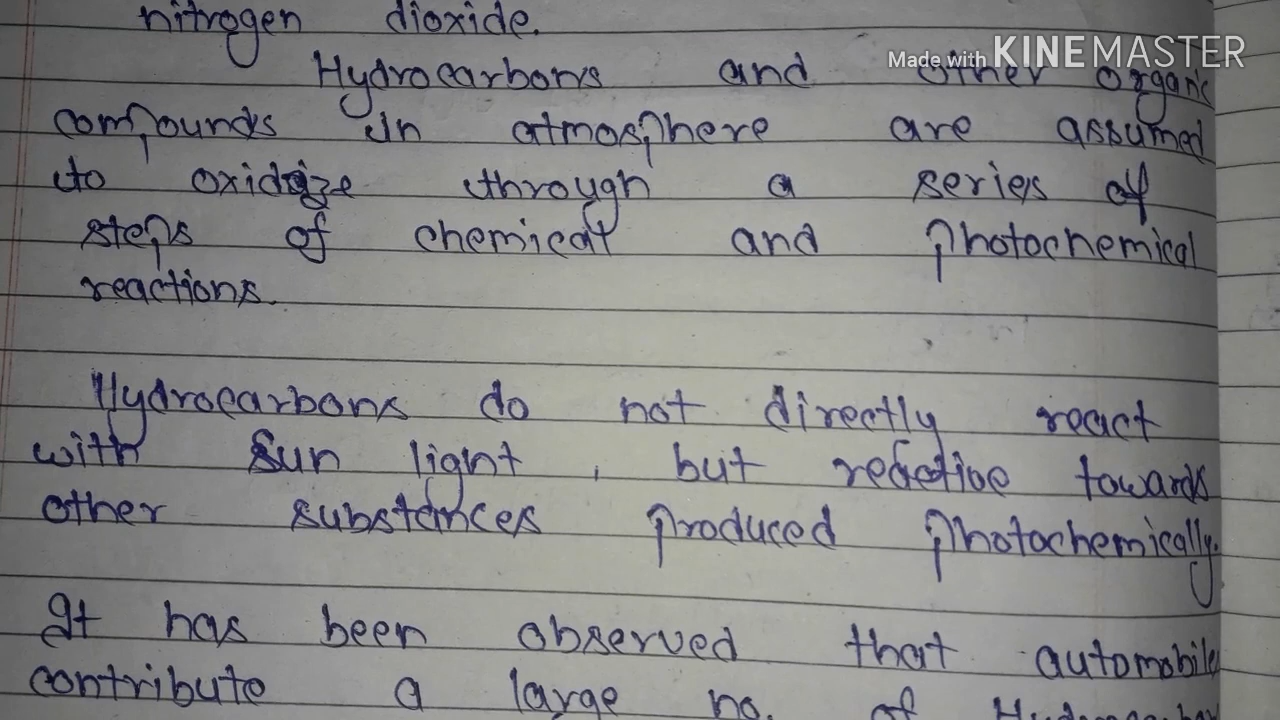 nitrogen dioxide.
Made with KINEMASTER
Hydrocarbons and other organic
compounds in atmosphere are assumed
to oxidize through a series of
steps of chemical and photochemical
reactions.
Hydrocarbons do not directly react
with Sun light, but reactive towards
other substances produced photochemically.
It has been observed that automobile
contribute a large no. of